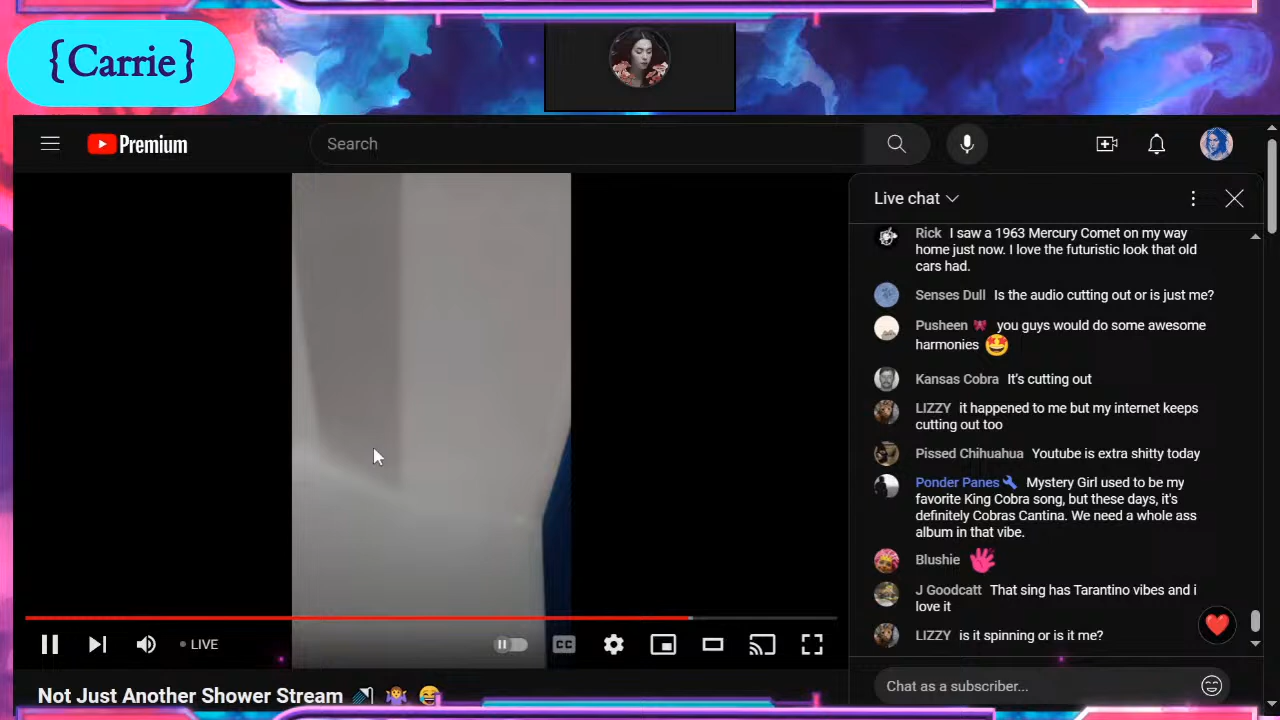 {Carrie}
Premium
Search
Live chat
Rick I saw a 1963 Mercury Comet on my way
home just now. I love the futuristic look that old
cars had.
Senses Dull Is the audio cutting out or is just me?
Pusheen 🎀 you guys would do some awesome
harmonies 🤩
Kansas Cobra It's cutting out
LIZZY it happened to me but my internet keeps
cutting out too
Pissed Chihuahua Youtube is extra shitty today
Ponder Panes Mystery Girl used to be my
favorite King Cobra song, but these days, it's
definitely Cobras Cantina. We need a whole ass
album in that vibe.
Blushie
J Goodcatt That sing has Tarantino vibes and i
love it
LIZZY is it spinning or is it me?
LIVE
CC
Chat as a subscriber...
Not Just Another Shower Stream 🚿 🤷‍♀️ 😂